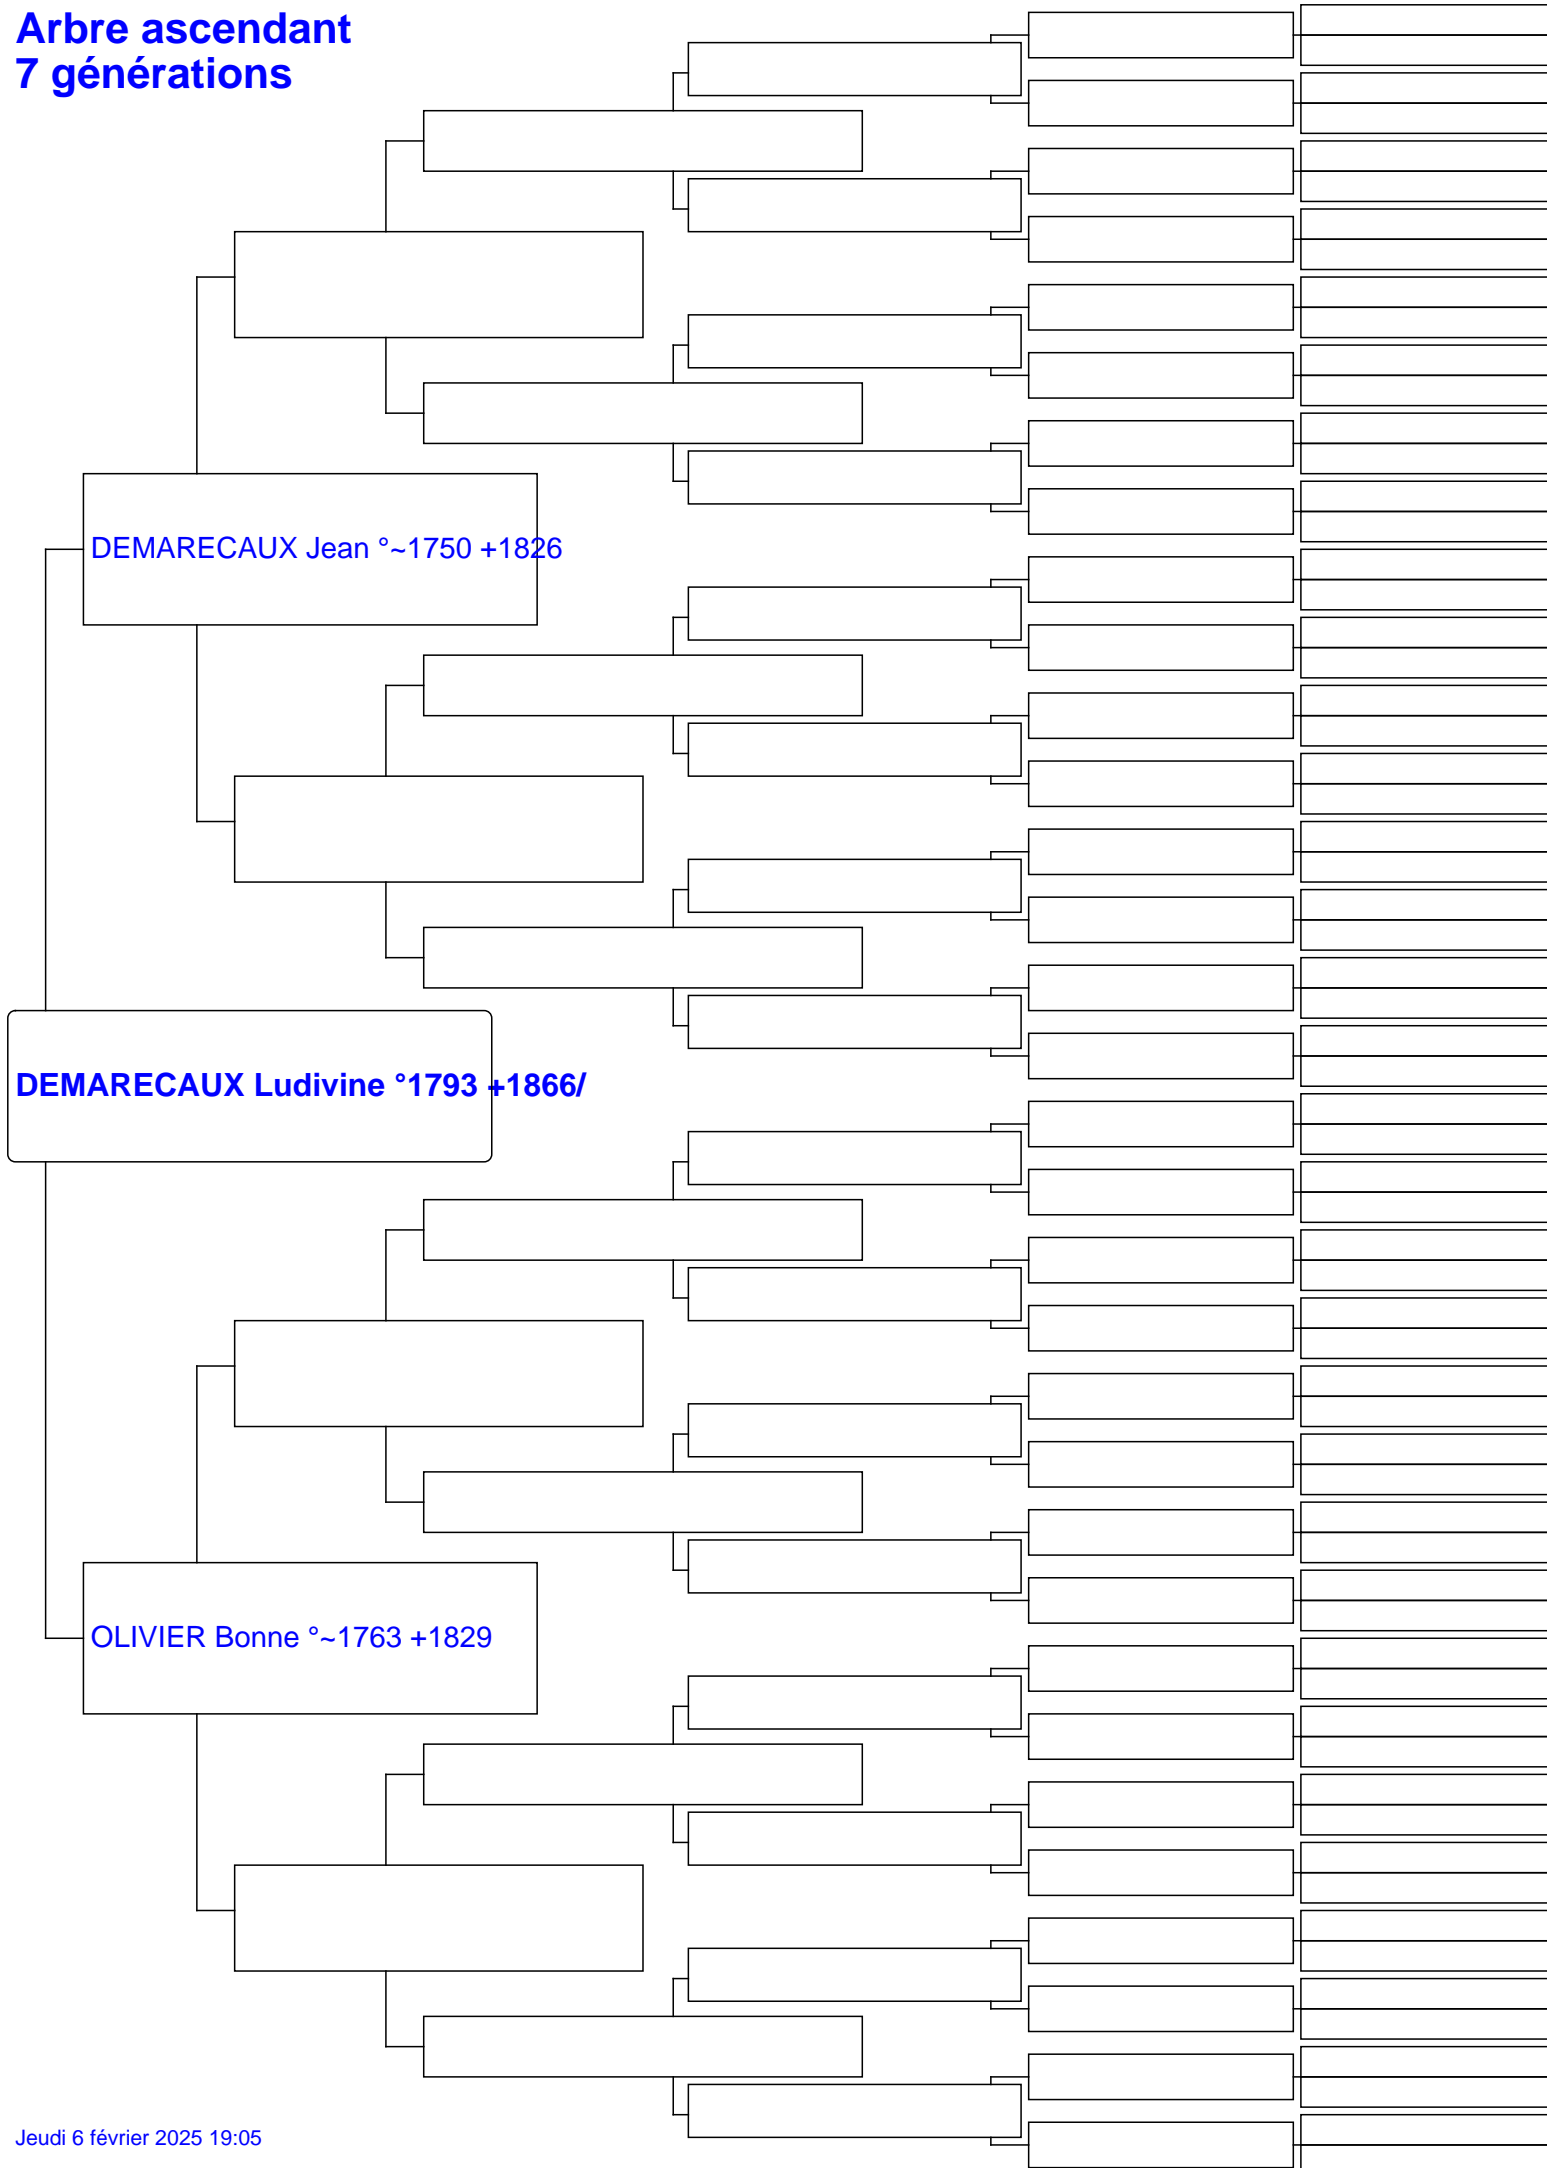 Arbre ascendant
7 générations
DEMARECAUX Jean °~1750 +1826
DEMARECAUX Ludivine °1793 +1866/
OLIVIER Bonne °~1763 +1829
Jeudi 6 février 2025 19:05